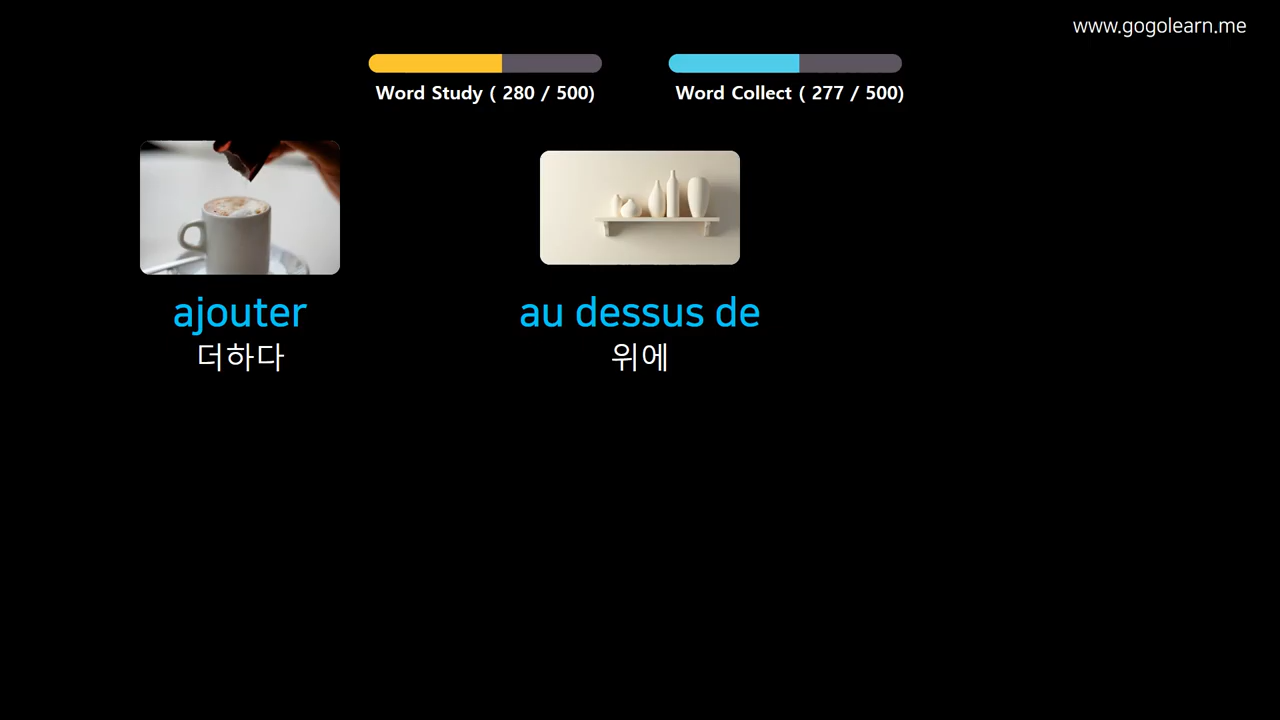 www.gogolearn.me
Word Study ( 280 / 500)
Word Collect ( 277 / 500)
ajouter
더하다
au dessus de
위에